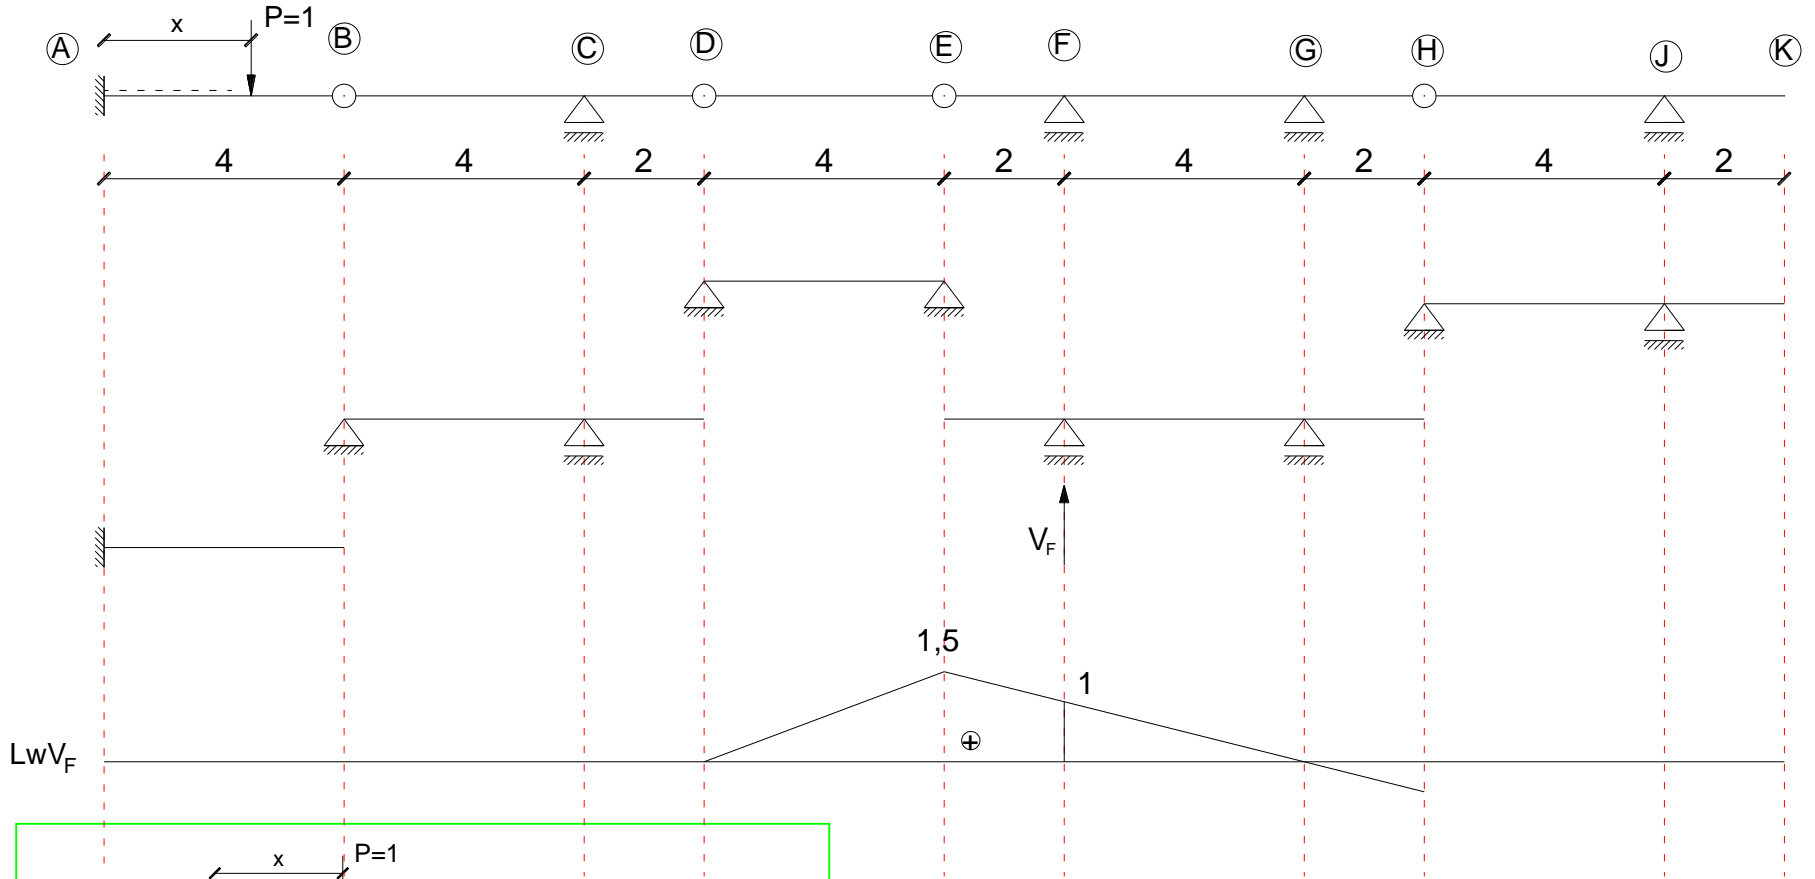 x P=1
A B C D E F G H J K
4 4 2 4 2 4 2 4 2
V_F
1,5
1
+
LwV_F
x P=1